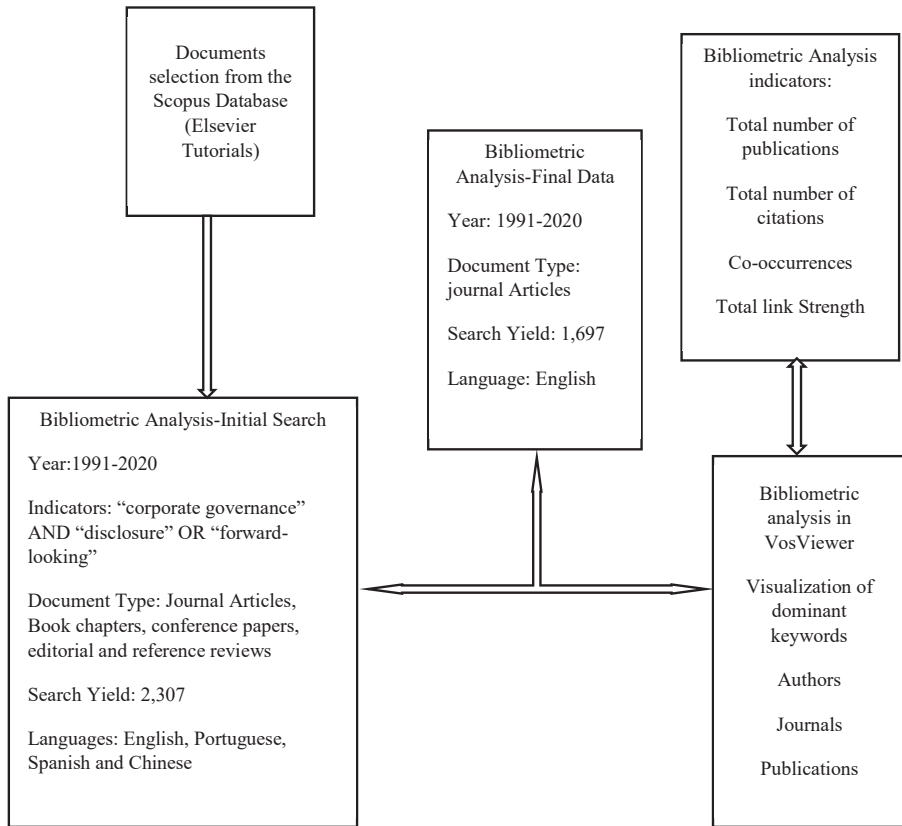 Documents
selection from the
Scopus Database
(Elsevier
Tutorials)
Bibliometric Analysis-Initial Search
Year:1991-2020
Indicators: “corporate governance”
AND “disclosure” OR “forward-
looking”
Document Type: Journal Articles,
Book chapters, conference papers,
editorial and reference reviews
Search Yield: 2,307
Languages: English, Portuguese,
Spanish and Chinese
Bibliometric
Analysis-Final Data
Year: 1991-2020
Document Type:
journal Articles
Search Yield: 1,697
Language: English
Bibliometric Analysis
indicators:
Total number of
publications
Total number of
citations
Co-occurrences
Total link Strength
Bibliometric
analysis in
VosViewer
Visualization of
dominant
keywords
Authors
Journals
Publications